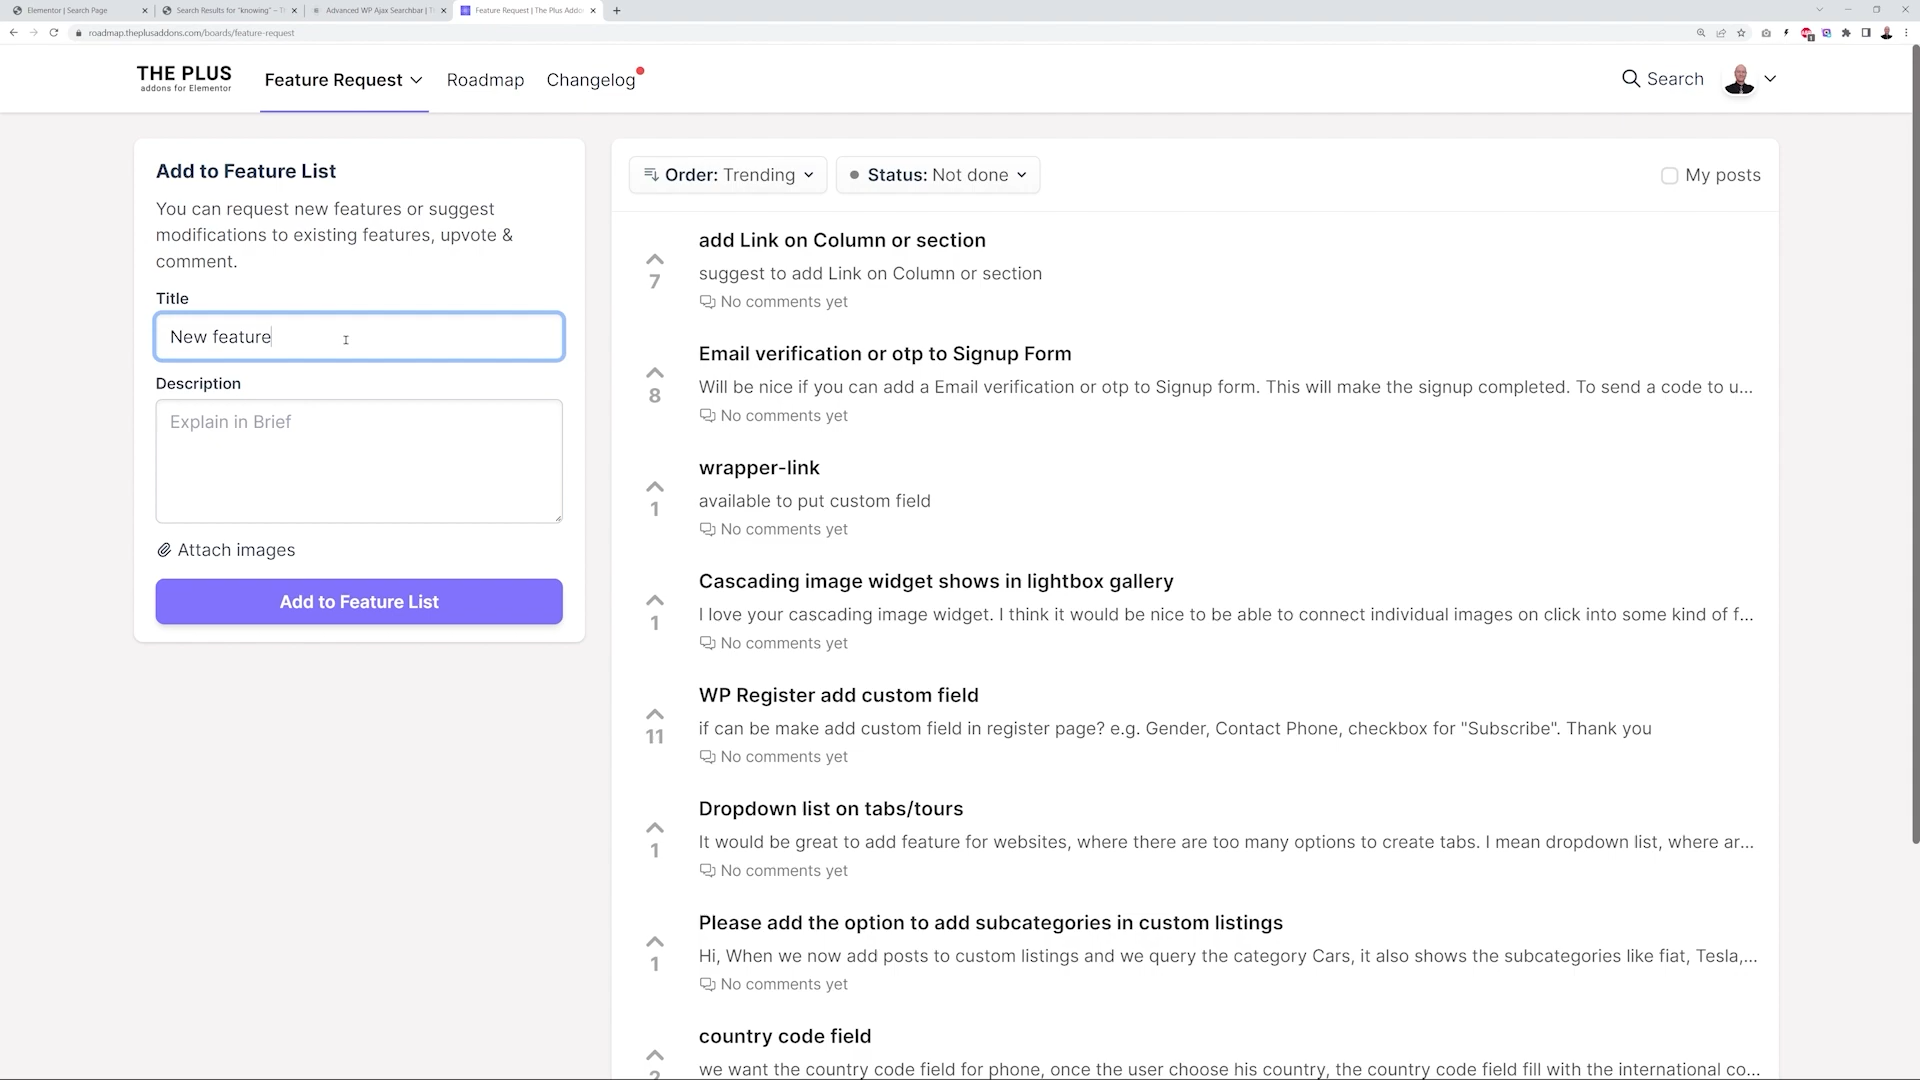 Elementor | Search Page
Search Results for "knowing" – Th
Advanced WP Ajax Searchbar | T
Feature Request | The Plus Addo
roadmap.theplusaddons.com/boards/feature-request
THE PLUS
addons for Elementor
Feature Request
Roadmap
Changelog
Search
Add to Feature List
You can request new features or suggest
modifications to existing features, upvote &
comment.
Title
New feature
Description
Explain in Brief
Attach images
Add to Feature List
Order: Trending
Status: Not done
My posts
add Link on Column or section
7
suggest to add Link on Column or section
No comments yet
Email verification or otp to Signup Form
8
Will be nice if you can add a Email verification or otp to Signup form. This will make the signup completed. To send a code to u...
No comments yet
wrapper-link
1
available to put custom field
No comments yet
Cascading image widget shows in lightbox gallery
1
I love your cascading image widget. I think it would be nice to be able to connect individual images on click into some kind of f...
No comments yet
WP Register add custom field
11
if can be make add custom field in register page? e.g. Gender, Contact Phone, checkbox for "Subscribe". Thank you
No comments yet
Dropdown list on tabs/tours
1
It would be great to add feature for websites, where there are too many options to create tabs. I mean dropdown list, where ar...
No comments yet
Please add the option to add subcategories in custom listings
1
Hi, When we now add posts to custom listings and we query the category Cars, it also shows the subcategories like fiat, Tesla,...
No comments yet
country code field
2
we want the country code field for phone, once the user choose his country, the country code field fill with the international co...